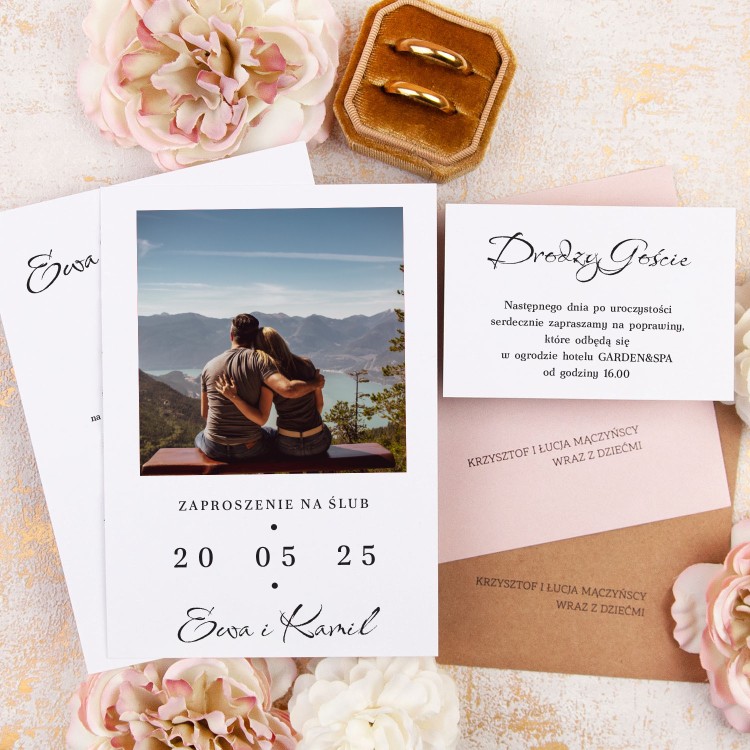 Ewa
na
ZAPROSZENIE NA ŚLUB
20 05 25
Ewa i Kamil
Drodzy Goście
Następnego dnia po uroczystości
serdecznie zapraszamy na poprawiny,
które odbędą się
w ogrodzie hotelu GARDEN&SPA
od godziny 16.00
KRZYSZTOF I ŁUCJA MĄCZYŃSCY
WRAZ Z DZIEĆMI
KRZYSZTOF I ŁUCJA MĄCZYŃSCY
WRAZ Z DZIEĆMI